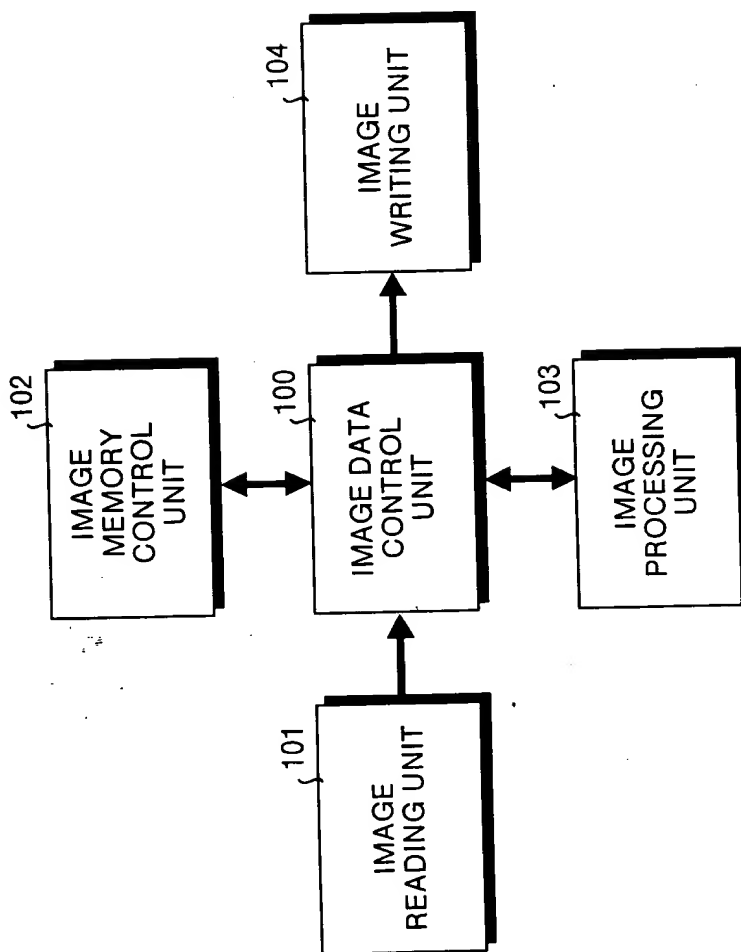 102
IMAGE
MEMORY
CONTROL
UNIT
101
IMAGE
READING UNIT
100
IMAGE DATA
CONTROL
UNIT
104
IMAGE
WRITING UNIT
103
IMAGE
PROCESSING
UNIT